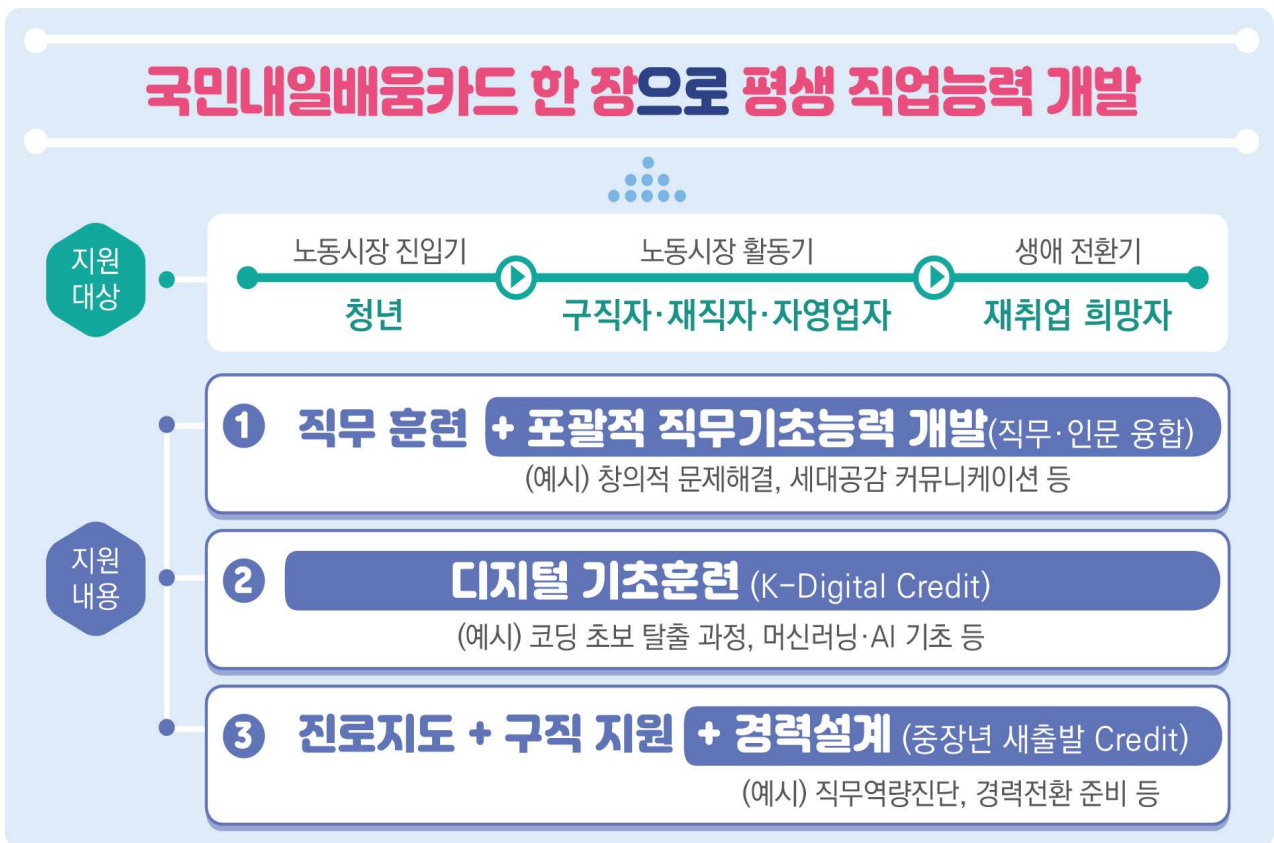 국민내일배움카드 한 장으로 평생 직업능력 개발
지원
대상
노동시장 진입기
노동시장 활동기
생애 전환기
청년
구직자·재직자·자영업자
재취업 희망자
지원
내용
1 직무 훈련 + 포괄적 직무기초능력 개발(직무·인문 융합)
(예시) 창의적 문제해결, 세대공감 커뮤니케이션 등
2 디지털 기초훈련 (K-Digital Credit)
(예시) 코딩 초보 탈출 과정, 머신러닝·AI 기초 등
3 진로지도 + 구직 지원 + 경력설계 (중장년 새출발 Credit)
(예시) 직무역량진단, 경력전환 준비 등